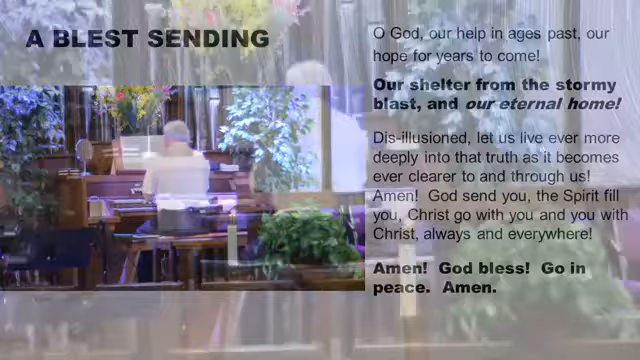 A BLEST SENDING
O God, our help in ages past, our
hope for years to come!
Our shelter from the stormy
blast, and our eternal home!
Dis-illusioned, let us live ever more
deeply into that truth as it becomes
ever clearer to and through us!
Amen!  God send you, the Spirit fill
you, Christ go with you and you with
Christ, always and everywhere!
Amen!  God bless!  Go in
peace.  Amen.